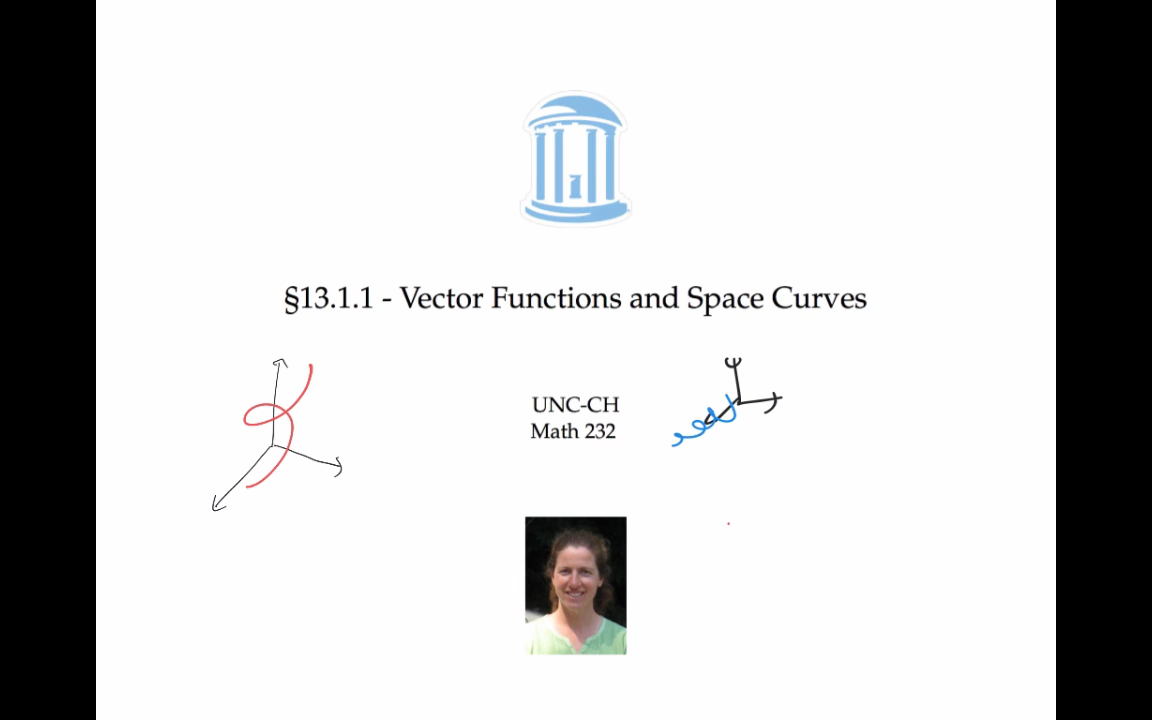 §13.1.1 - Vector Functions and Space Curves
UNC-CH
Math 232